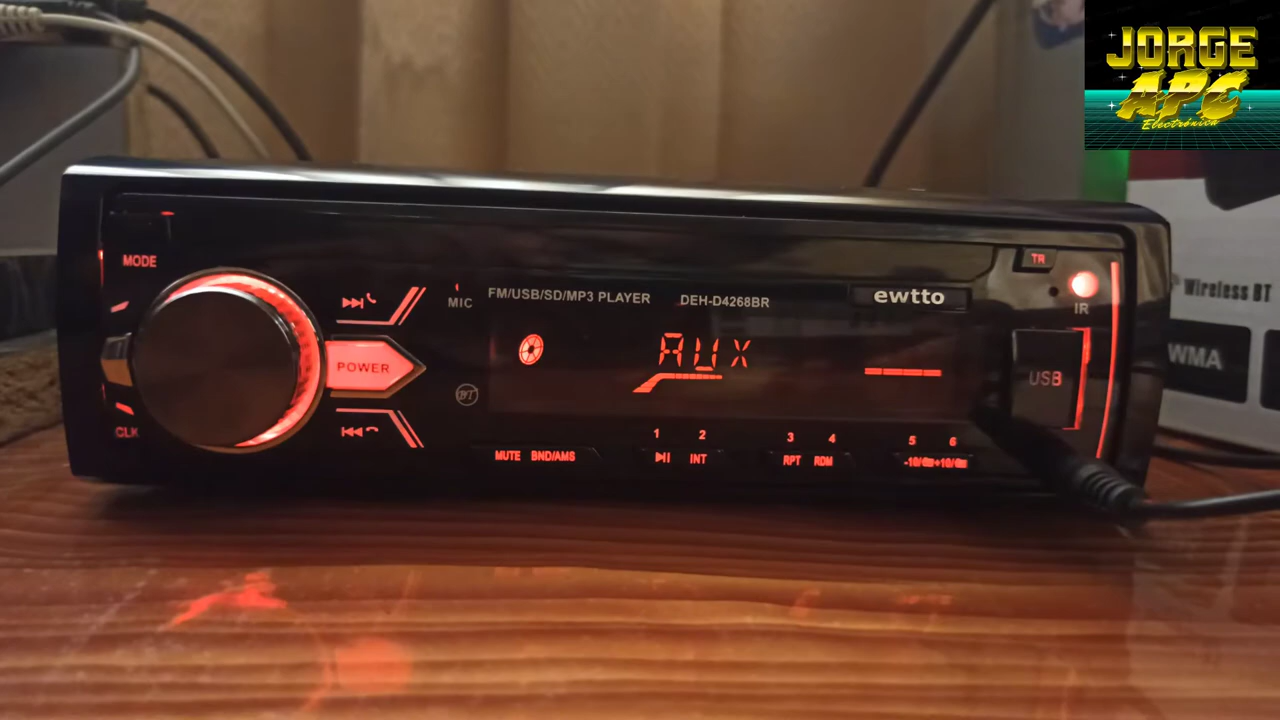 JORGE
APC
Electrónica
MODE
CLK
POWER
MIC
BT
FM/USB/SD/MP3 PLAYER DEH-D4268BR
ewtto
TR
IR
USB
AUX
MUTE BND/AMS
1 2 3 4 5 6
INT RPT RDM
Wireless BT
WMA